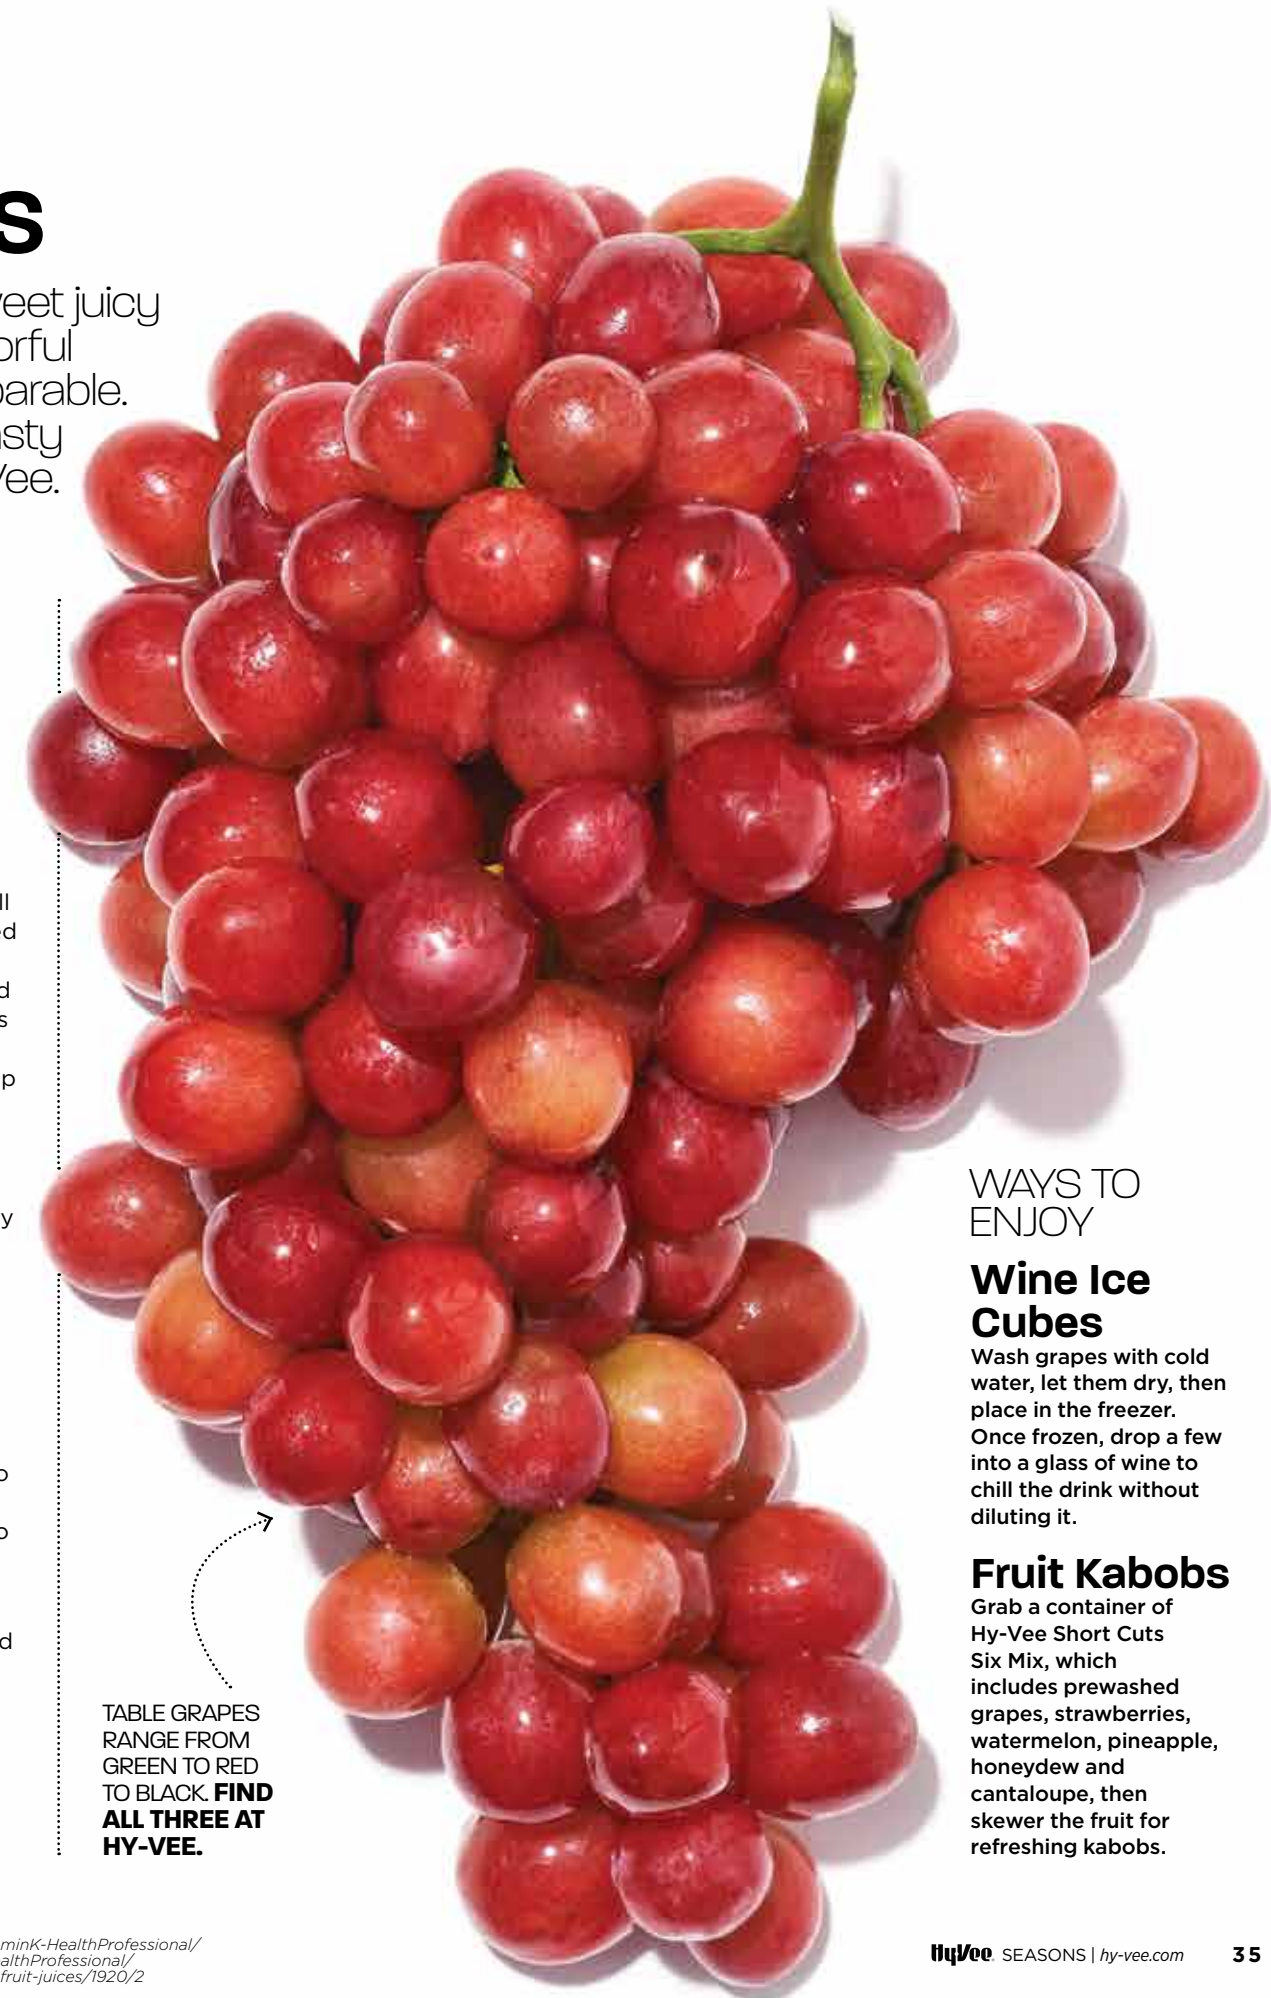 s
eet juicy
orful
parable.
sty
Vee.
ll
ed
d
s
p
y
o
o
d
TABLE GRAPES
RANGE FROM
GREEN TO RED
TO BLACK. FIND
ALL THREE AT
HY-VEE.
WAYS TO
ENJOY
Wine Ice
Cubes
Wash grapes with cold
water, let them dry, then
place in the freezer.
Once frozen, drop a few
into a glass of wine to
chill the drink without
diluting it.
Fruit Kabobs
Grab a container of
Hy-Vee Short Cuts
Six Mix, which
includes prewashed
grapes, strawberries,
watermelon, pineapple,
honeydew and
cantaloupe, then
skewer the fruit for
refreshing kabobs.
minK-HealthProfessional/
althProfessional/
fruit-juices/1920/2
HyVee SEASONS | hy-vee.com 35